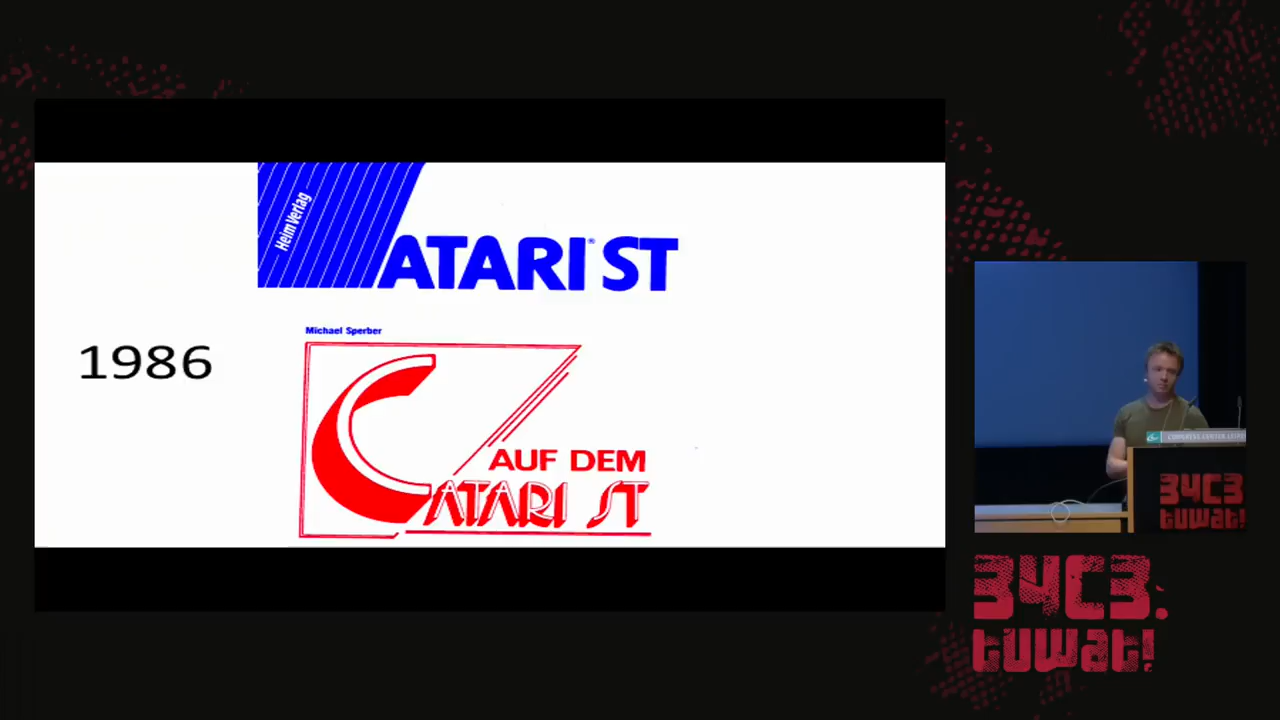 Heim Verlag
ATARI® ST
Michael Sperber
1986
C
AUF DEM
ATARI ST
34C3
tuwat!
34C3.
tuwat!